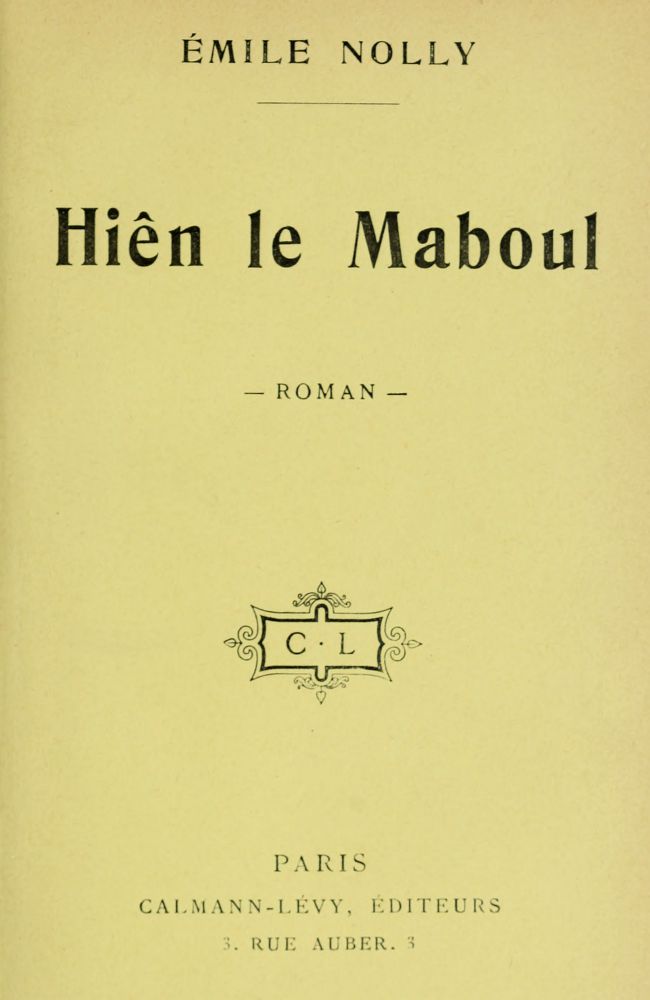 ÉMILE NOLLY
Hiên le Maboul
— ROMAN —
C · L
PARIS
CALMANN-LÉVY, ÉDITEURS
3, RUE AUBER, 3